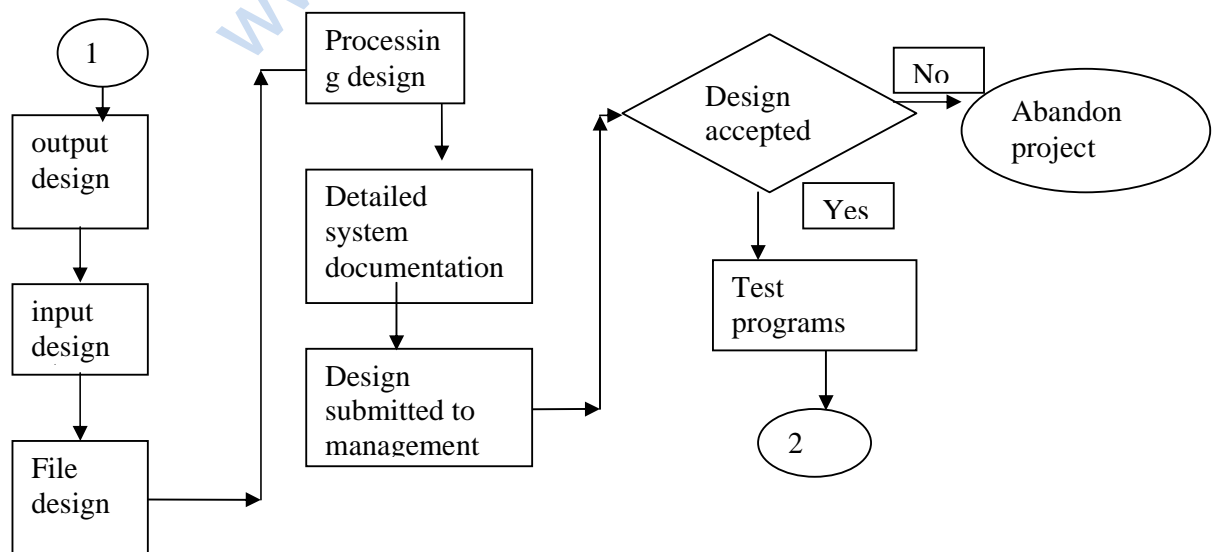 1
output
design
input
design
File
design
Processin
g design
Detailed
system
documentation
Design
submitted to
management
Design
accepted
No
Abandon
project
Yes
Test
programs
2